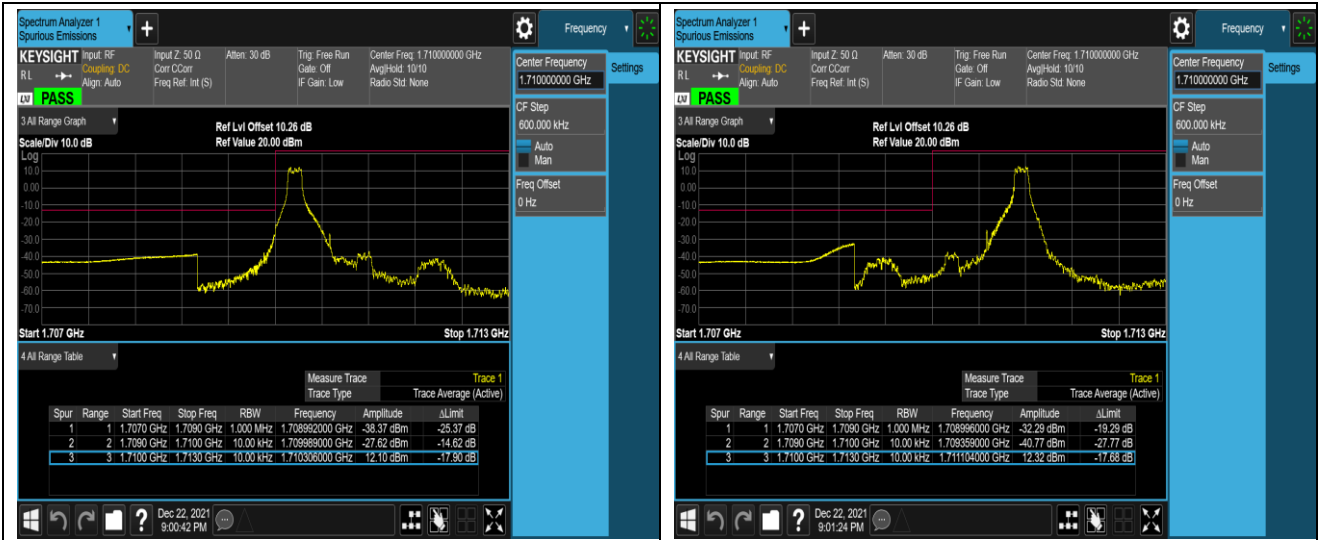 Spectrum Analyzer 1
Spurious Emissions
Frequency
KEYSIGHT Input: RF Input Z: 50 Ω Atten: 30 dB Trig: Free Run Center Freq: 1.710000000 GHz
Coupling: DC Corr CCorr Gate: Off Avg|Hold: 10/10
RL Align: Auto Freq Ref: Int (S) IF Gain: Low Radio Std: None
LXI PASS
Center Frequency
1.710000000 GHz
Settings
CF Step
600.000 kHz
Auto
Man
Freq Offset
0 Hz
3 All Range Graph
Ref Lvl Offset 10.26 dB
Scale/Div 10.0 dB Ref Value 20.00 dBm
Log
10.0
0.00
-10.0
-20.0
-30.0
-40.0
-50.0
-60.0
-70.0
Start 1.707 GHz Stop 1.713 GHz
4 All Range Table
Measure Trace Trace 1
Trace Type Trace Average (Active)
Spur Range Start Freq Stop Freq RBW Frequency Amplitude ΔLimit
1 1 1.7070 GHz 1.7090 GHz 1.000 MHz 1.708992000 GHz -38.37 dBm -25.37 dB
2 2 1.7090 GHz 1.7100 GHz 10.00 kHz 1.709989000 GHz -27.62 dBm -14.62 dB
3 3 1.7100 GHz 1.7130 GHz 10.00 kHz 1.710306000 GHz 12.10 dBm -17.90 dB
?
Dec 22, 2021
9:00:42 PM
Spectrum Analyzer 1
Spurious Emissions
Frequency
KEYSIGHT Input: RF Input Z: 50 Ω Atten: 30 dB Trig: Free Run Center Freq: 1.710000000 GHz
Coupling: DC Corr CCorr Gate: Off Avg|Hold: 10/10
RL Align: Auto Freq Ref: Int (S) IF Gain: Low Radio Std: None
LXI PASS
Center Frequency
1.710000000 GHz
Settings
CF Step
600.000 kHz
Auto
Man
Freq Offset
0 Hz
3 All Range Graph
Ref Lvl Offset 10.26 dB
Scale/Div 10.0 dB Ref Value 20.00 dBm
Log
10.0
0.00
-10.0
-20.0
-30.0
-40.0
-50.0
-60.0
-70.0
Start 1.707 GHz Stop 1.713 GHz
4 All Range Table
Measure Trace Trace 1
Trace Type Trace Average (Active)
Spur Range Start Freq Stop Freq RBW Frequency Amplitude ΔLimit
1 1 1.7070 GHz 1.7090 GHz 1.000 MHz 1.708996000 GHz -32.29 dBm -19.29 dB
2 2 1.7090 GHz 1.7100 GHz 10.00 kHz 1.709359000 GHz -40.77 dBm -27.77 dB
3 3 1.7100 GHz 1.7130 GHz 10.00 kHz 1.711104000 GHz 12.32 dBm -17.68 dB
?
Dec 22, 2021
9:01:24 PM